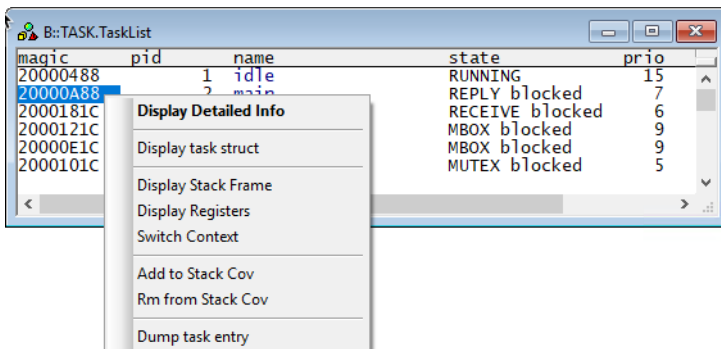 B::TASK.TaskList
magic pid name state prio
20000488 1 idle RUNNING 15
20000A88 2 main REPLY blocked 7
2000181C RECEIVE blocked 6
2000121C MBOX blocked 9
20000E1C MBOX blocked 9
2000101C MUTEX blocked 5
Display Detailed Info
Display task struct
Display Stack Frame
Display Registers
Switch Context
Add to Stack Cov
Rm from Stack Cov
Dump task entry